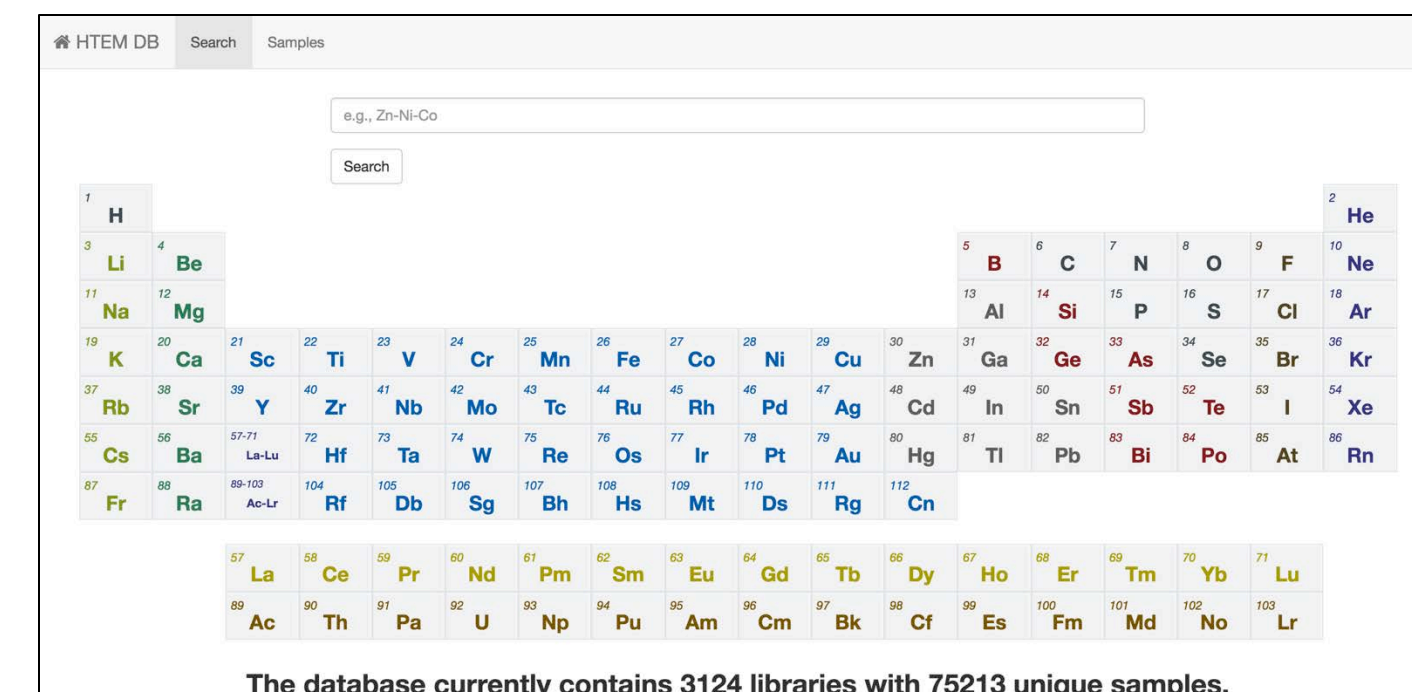 HTEM DB Search Samples
e.g., Zn-Ni-Co
Search
1 H 2 He
3 Li 4 Be 5 B 6 C 7 N 8 O 9 F 10 Ne
11 Na 12 Mg 13 Al 14 Si 15 P 16 S 17 Cl 18 Ar
19 K 20 Ca 21 Sc 22 Ti 23 V 24 Cr 25 Mn 26 Fe 27 Co 28 Ni 29 Cu 30 Zn 31 Ga 32 Ge 33 As 34 Se 35 Br 36 Kr
37 Rb 38 Sr 39 Y 40 Zr 41 Nb 42 Mo 43 Tc 44 Ru 45 Rh 46 Pd 47 Ag 48 Cd 49 In 50 Sn 51 Sb 52 Te 53 I 54 Xe
55 Cs 56 Ba 57-71 La-Lu 72 Hf 73 Ta 74 W 75 Re 76 Os 77 Ir 78 Pt 79 Au 80 Hg 81 Tl 82 Pb 83 Bi 84 Po 85 At 86 Rn
87 Fr 88 Ra 89-103 Ac-Lr 104 Rf 105 Db 106 Sg 107 Bh 108 Hs 109 Mt 110 Ds 111 Rg 112 Cn
57 La 58 Ce 59 Pr 60 Nd 61 Pm 62 Sm 63 Eu 64 Gd 65 Tb 66 Dy 67 Ho 68 Er 69 Tm 70 Yb 71 Lu
89 Ac 90 Th 91 Pa 92 U 93 Np 94 Pu 95 Am 96 Cm 97 Bk 98 Cf 99 Es 100 Fm 101 Md 102 No 103 Lr
The database currently contains 3124 libraries with 75213 unique samples.